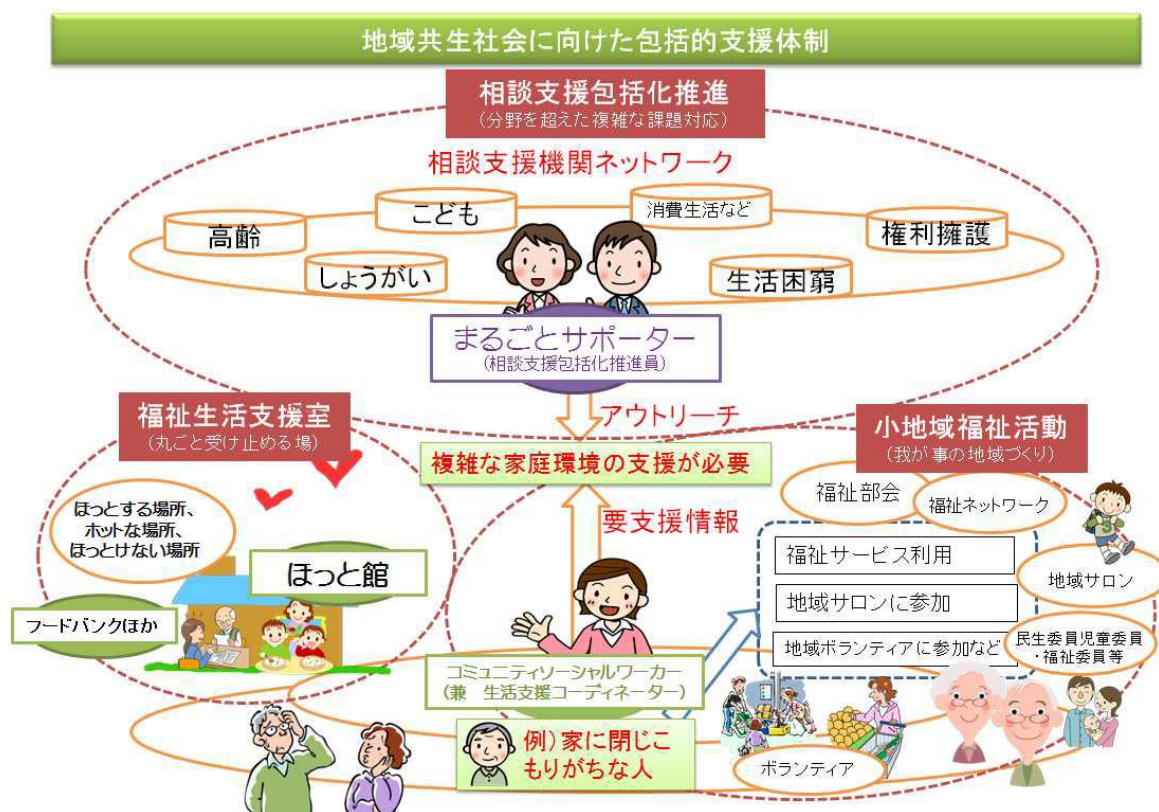 地域共生社会に向けた包括的支援体制
相談支援包括化推進
(分野を超えた複雑な課題対応)
相談支援機関ネットワーク
こども
消費生活など
高齢
権利擁護
しょうがい
生活困窮
まるごとサポーター
(相談支援包括化推進員)
アウトリーチ
福祉生活支援室
(丸ごと受け止める場)
小地域福祉活動
(我が事の地域づくり)
複雑な家庭環境の支援が必要
福祉部会
福祉ネットワーク
ほっとする場所、
ホットな場所、
ほっとけない場所
要支援情報
福祉サービス利用
ほっと館
地域サロンに参加
地域サロン
フードバンクほか
地域ボランティアに参加など
民生委員児童委員
・福祉委員等
コミュニティソーシャルワーカー
(兼 生活支援コーディネーター)
例)家に閉じこ
もりがちな人
ボランティア